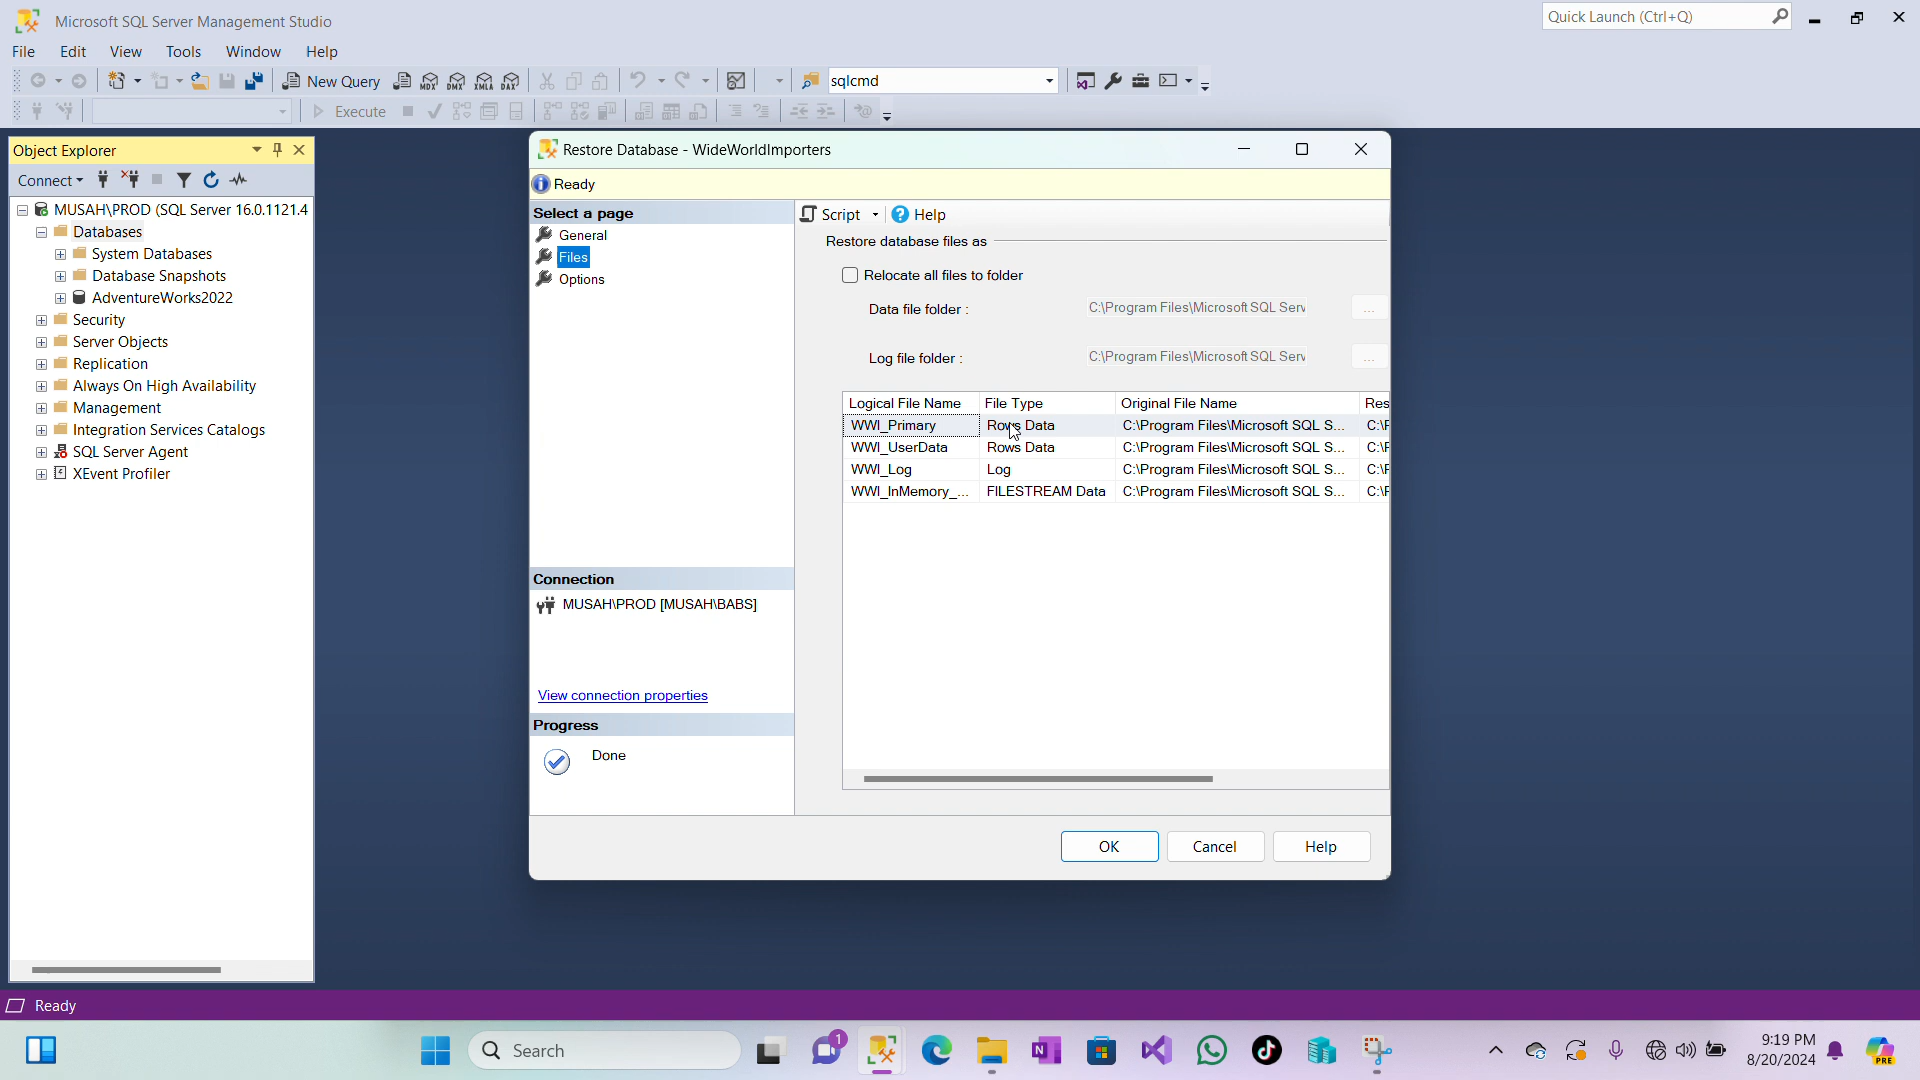 Microsoft SQL Server Management Studio
Quick Launch (Ctrl+Q)
File Edit View Tools Window Help
New Query MDX DMX XMLA DAX sqlcmd
Execute
Object Explorer
Connect
MUSAH\PROD (SQL Server 16.0.1121.4
Databases
System Databases
Database Snapshots
AdventureWorks2022
Security
Server Objects
Replication
Always On High Availability
Management
Integration Services Catalogs
SQL Server Agent
XEvent Profiler
Restore Database - WideWorldImporters
Ready
Select a page
General
Files
Options
Connection
MUSAH\PROD [MUSAH\BABS]
View connection properties
Progress
Done
Script Help
Restore database files as
Relocate all files to folder
Data file folder : C:\Program Files\Microsoft SQL Serv ...
Log file folder : C:\Program Files\Microsoft SQL Serv ...
Logical File Name File Type Original File Name Res
WWI_Primary Rows Data C:\Program Files\Microsoft SQL S... C:\P
WWI_UserData Rows Data C:\Program Files\Microsoft SQL S... C:\P
WWI_Log Log C:\Program Files\Microsoft SQL S... C:\P
WWI_InMemory_... FILESTREAM Data C:\Program Files\Microsoft SQL S... C:\P
OK Cancel Help
Ready
Search
1
9:19 PM
8/20/2024
PRE